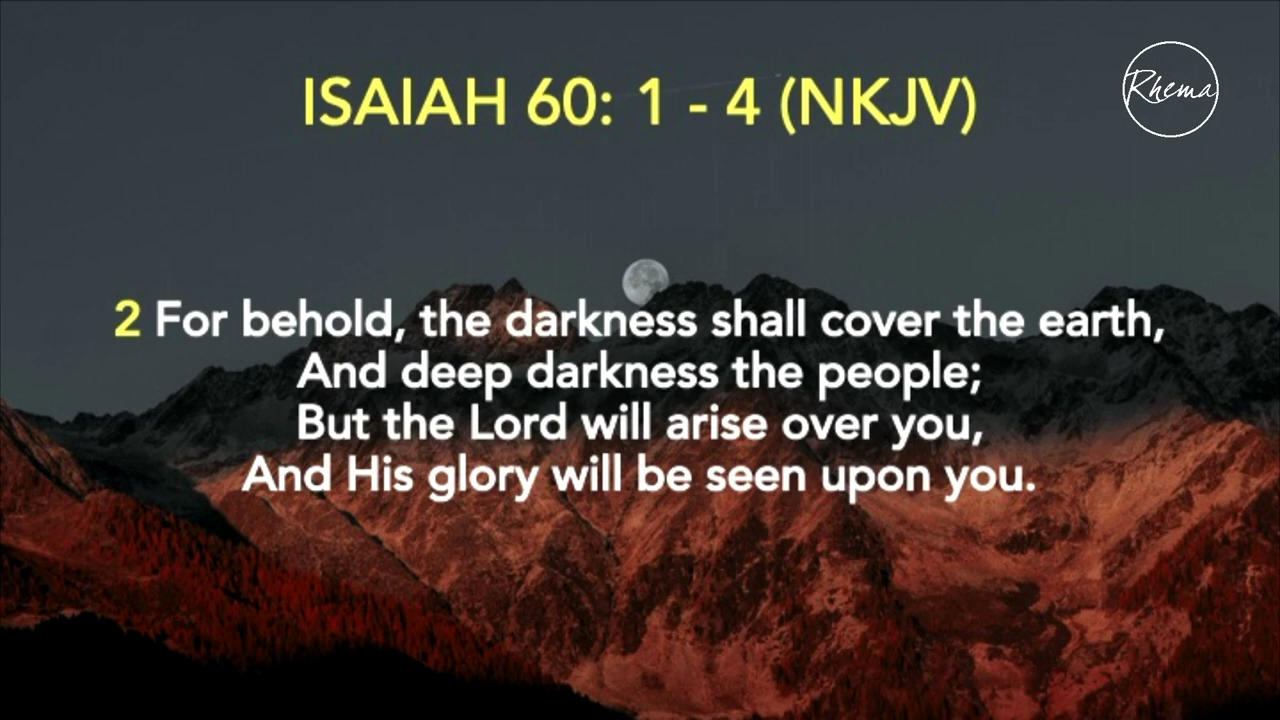 ISAIAH 60: 1 - 4 (NKJV)
Rhema
2 For behold, the darkness shall cover the earth,
And deep darkness the people;
But the Lord will arise over you,
And His glory will be seen upon you.